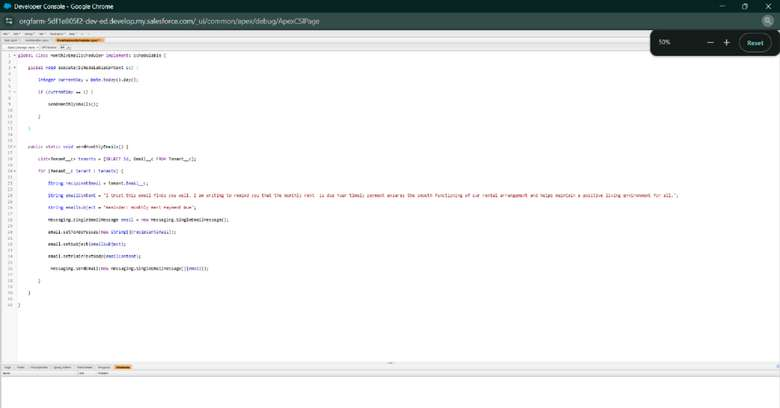 Developer Console - Google Chrome
orgfarm-5df1e805f2-dev-ed.develop.my.salesforce.com/_ui/common/apex/debug/ApexCSIPage
50%
Reset
global class MonthlyEmailScheduler implements Schedulable {
global void execute(SchedulableContext sc) {
Integer currentDay = Date.today().day();
if (currentDay == 1) {
sendMonthlyEmails();
}
}
public static void sendMonthlyEmails() {
List<Tenant__c> tenants = [SELECT Id, Email__c FROM Tenant__c];
for (Tenant__c tenant : tenants) {
String recipientEmail = tenant.Email__c;
String emailContent = "I trust this email finds you well. I am writing to remind you that the monthly rent is due Your timely payment ensures the smooth functioning of our rental arrangement and helps maintain a positive living environment for all.";
String emailSubject = "Reminder: Monthly Rent Payment Due";
Messaging.SingleEmailMessage email = new Messaging.SingleEmailMessage();
email.setToAddresses(new String[]{recipientEmail});
email.setSubject(emailSubject);
email.setPlainTextBody(emailContent);
Messaging.sendEmail(new Messaging.SingleEmailMessage[]{email});
}
}
}